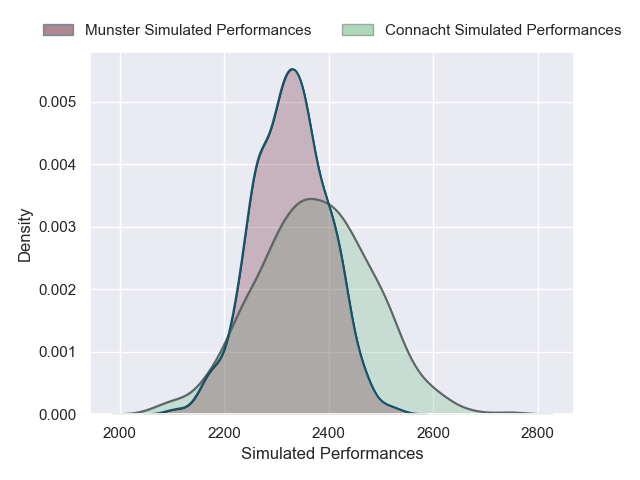 Munster Simulated Performances
Connacht Simulated Performances
Density
0.005
0.004
0.003
0.002
0.001
0.000
2000 2200 2400 2600 2800
Simulated Performances